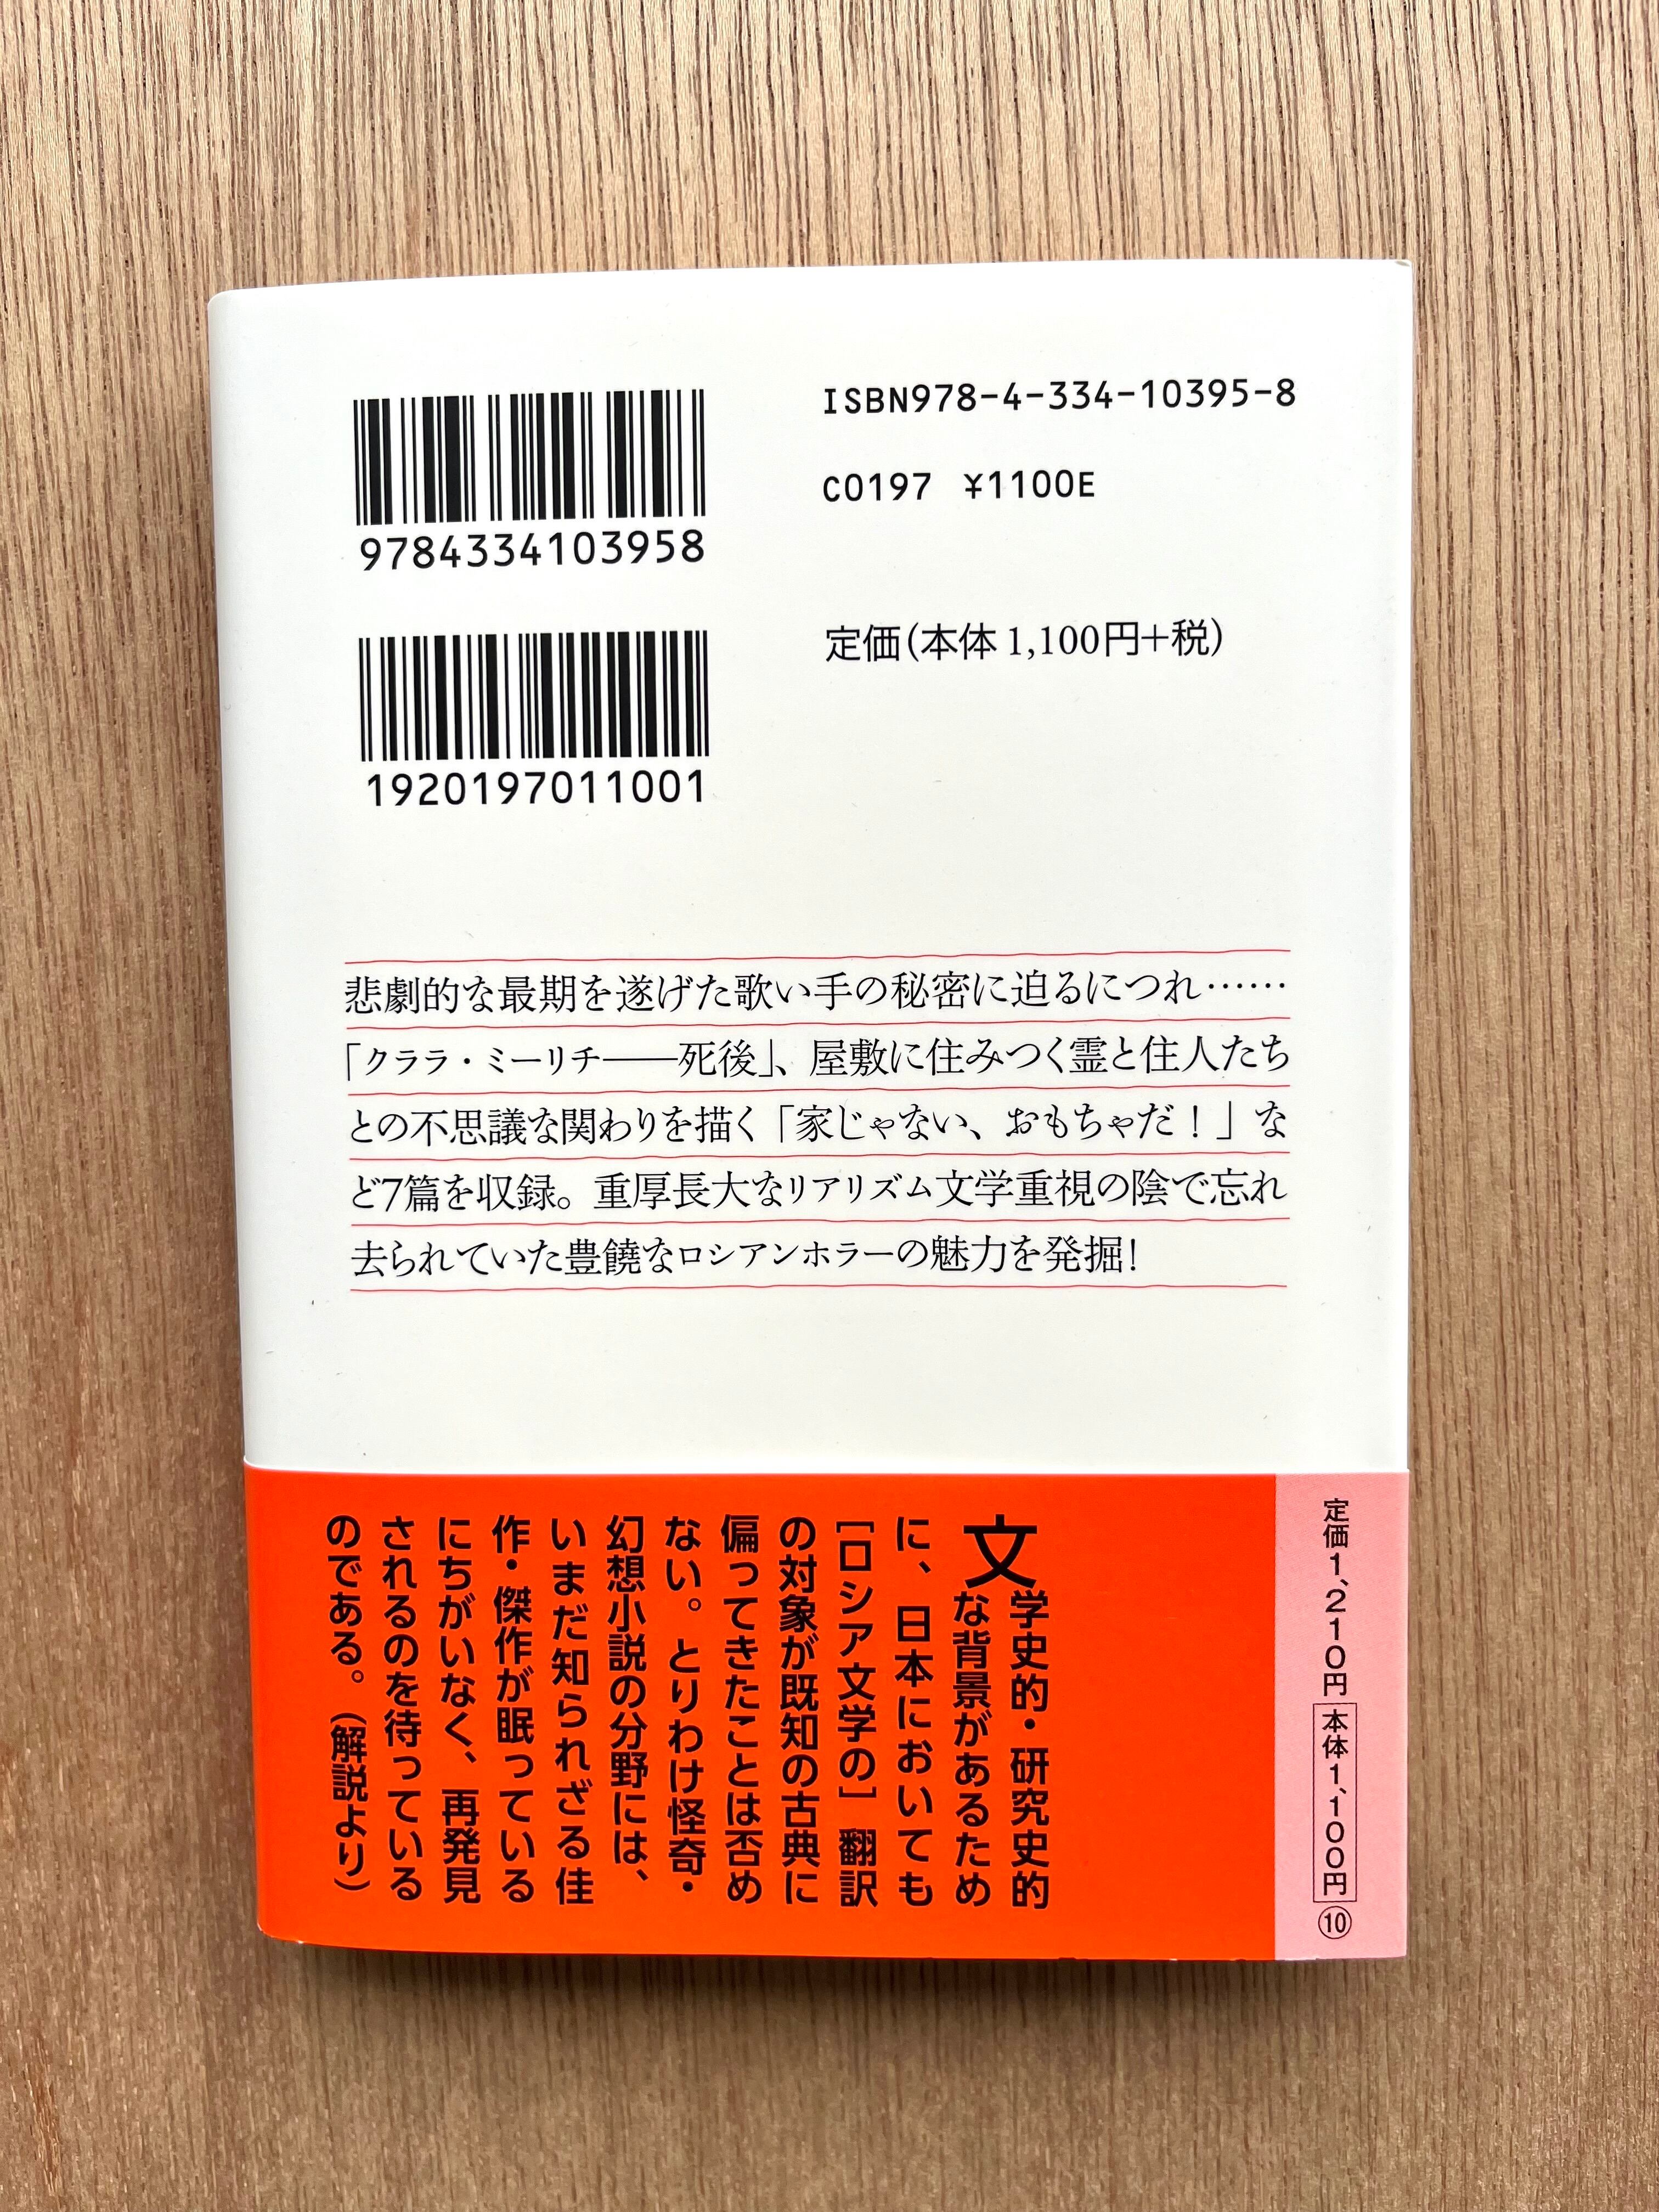 ISBN978-4-334-10395-8
C0197 ¥1100E
9784334103958
定価(本体 1,100円+税)
1920197011001
悲劇的な最期を遂げた歌い手の秘密に迫るにつれ……
「クララ・ミーリチ――死後」、屋敷に住みつく霊と住人たち
との不思議な関わりを描く「家じゃない、おもちゃだ！」な
ど7篇を収録。重厚長大なリアリズム文学重視の陰で忘れ
去られていた豊饒なロシアンホラーの魅力を発掘!
文学史的・研究史的
な背景があるため
に、日本においても
[ロシア文学の]翻訳
の対象が既知の古典に
偏ってきたことは否め
ない。とりわけ怪奇・
幻想小説の分野には、
いまだ知られざる佳
作・傑作が眠っている
にちがいなく、再発見
されるのを待っている
のである。(解説より)
定価1,210円 本体1,100円 ⑩